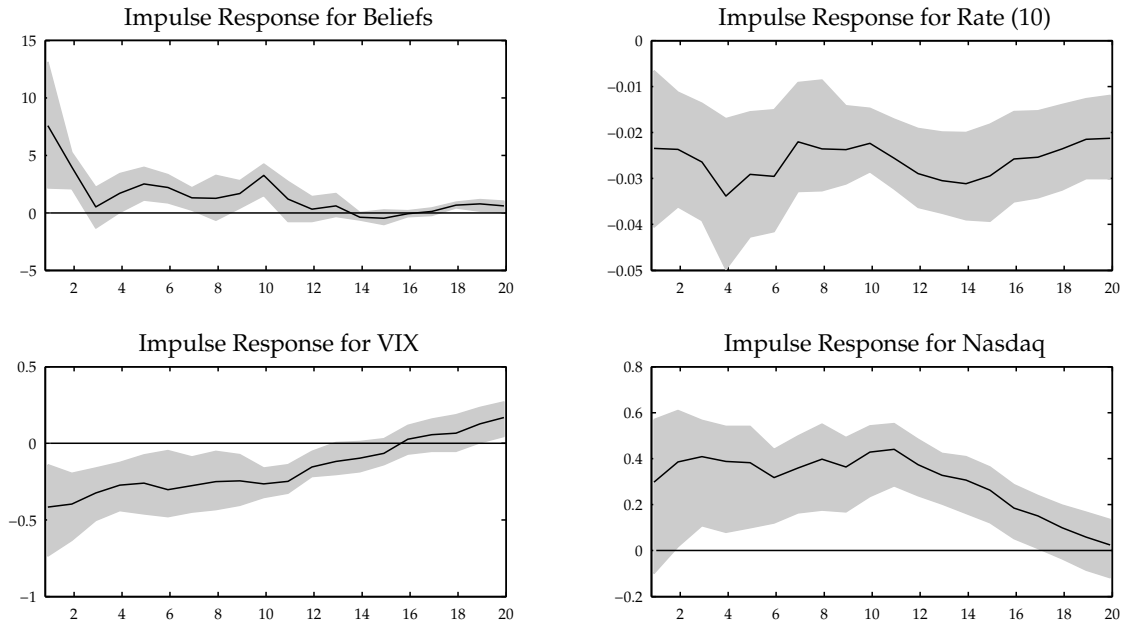 Impulse Response for Beliefs
15
10
5
0
−5
2 4 6 8 10 12 14 16 18 20
Impulse Response for Rate (10)
0
−0.01
−0.02
−0.03
−0.04
−0.05
2 4 6 8 10 12 14 16 18 20
Impulse Response for VIX
0.5
0
−0.5
−1
2 4 6 8 10 12 14 16 18 20
Impulse Response for Nasdaq
0.8
0.6
0.4
0.2
0
−0.2
2 4 6 8 10 12 14 16 18 20